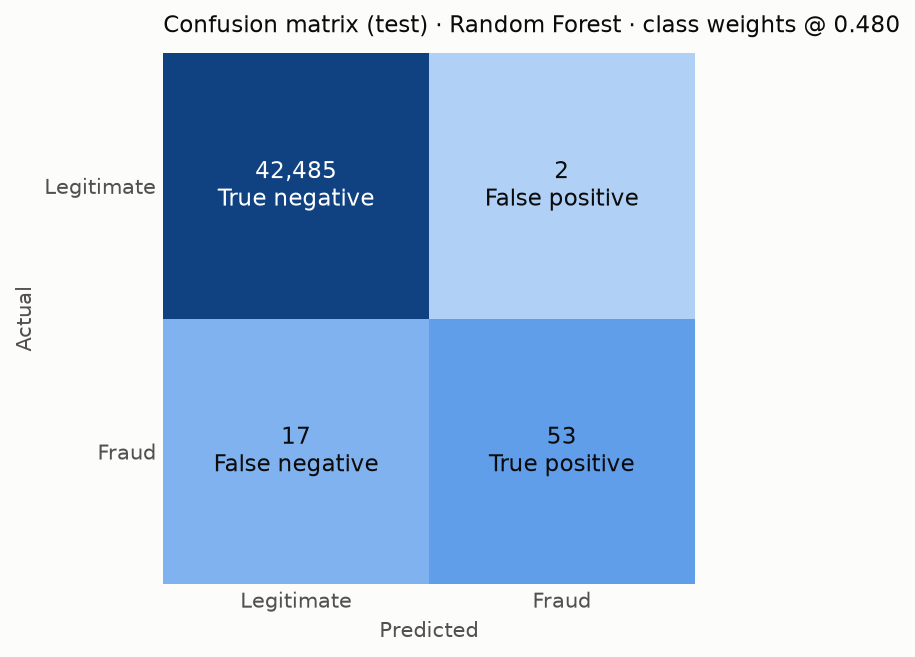 Confusion matrix (test) · Random Forest · class weights @ 0.480
42,485
True negative
2
False positive
Legitimate
Actual
17
False negative
53
True positive
Fraud
Legitimate
Fraud
Predicted